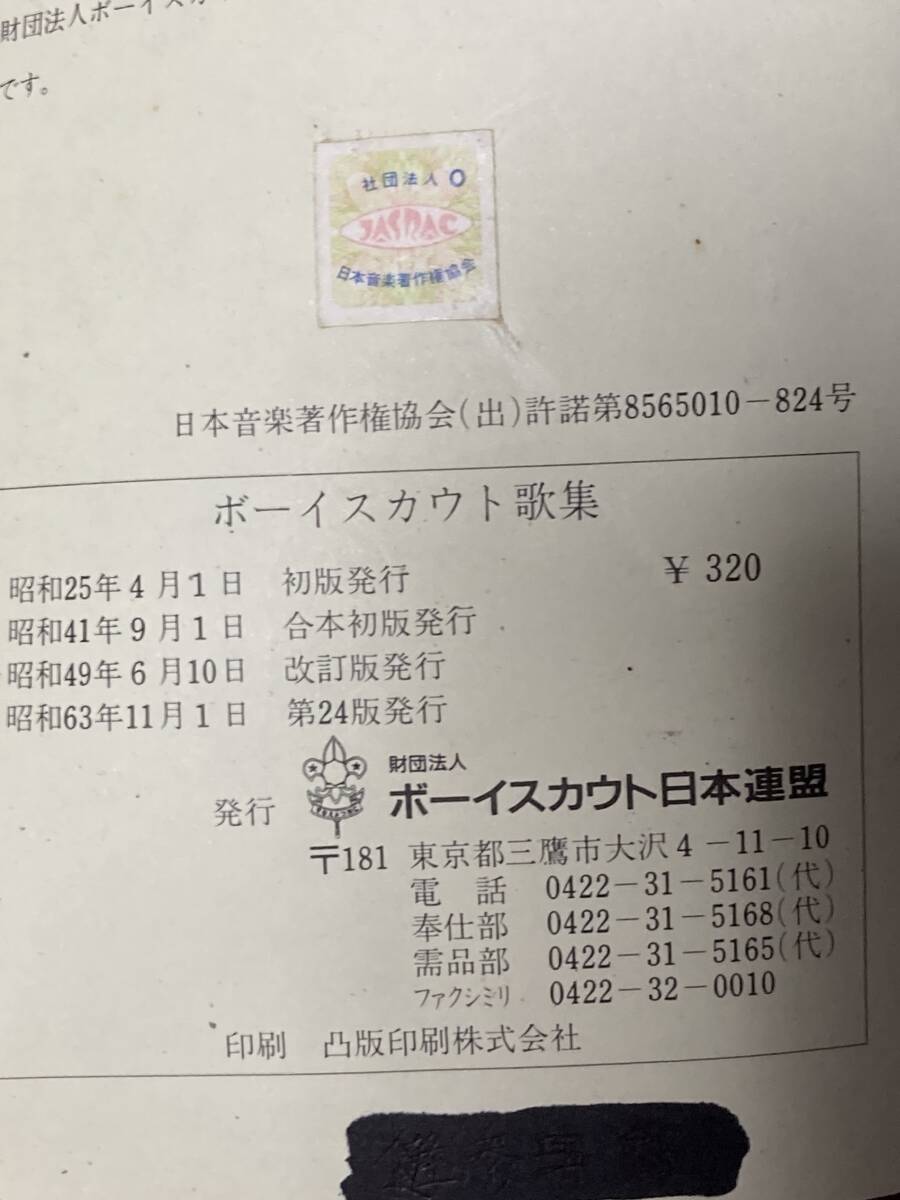 財団法人ボーイスカ
です。
社団法人 O
JASRAC
日本音楽著作権協会
日本音楽著作権協会(出)許諾第8565010-824号
ボーイスカウト歌集
昭和25年4月1日 初版発行 ¥320
昭和41年9月1日 合本初版発行
昭和49年6月10日 改訂版発行
昭和63年11月1日 第24版発行
財団法人
発行 ボーイスカウト日本連盟
〒181 東京都三鷹市大沢4-11-10
電話 0422-31-5161(代)
奉仕部 0422-31-5168(代)
需品部 0422-31-5165(代)
ファクシミリ 0422-32-0010
印刷 凸版印刷株式会社